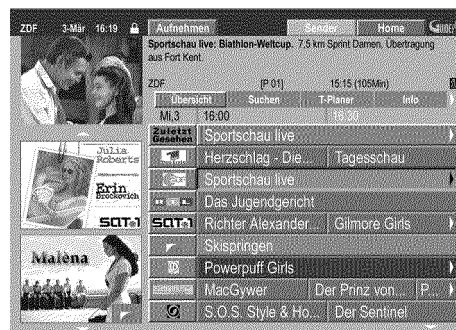 ZDF 3-Mär 16:19 Aufnehmen Sender Home
Sportschau live: Biathlon-Weltcup. 7,5 km Sprint Damen, Übertragung
aus Fort Kent.
ZDF [P 01] 15:15 (105Min)
Übersicht Suchen T-Planer Info
Mi,3 16:00 16:30
Zuletzt
Gesehen Sportschau live
Herzschlag - Die... Tagesschau
Sportschau live
Das Jugendgericht
SAT•1 Richter Alexander... Gilmore Girls
Skispringen
Powerpuff Girls
MacGywer Der Prinz von... P...
S.O.S. Style & Ho... Der Sentinel
Julia
Roberts
Erin
Brockovich
SAT•1
Malèna